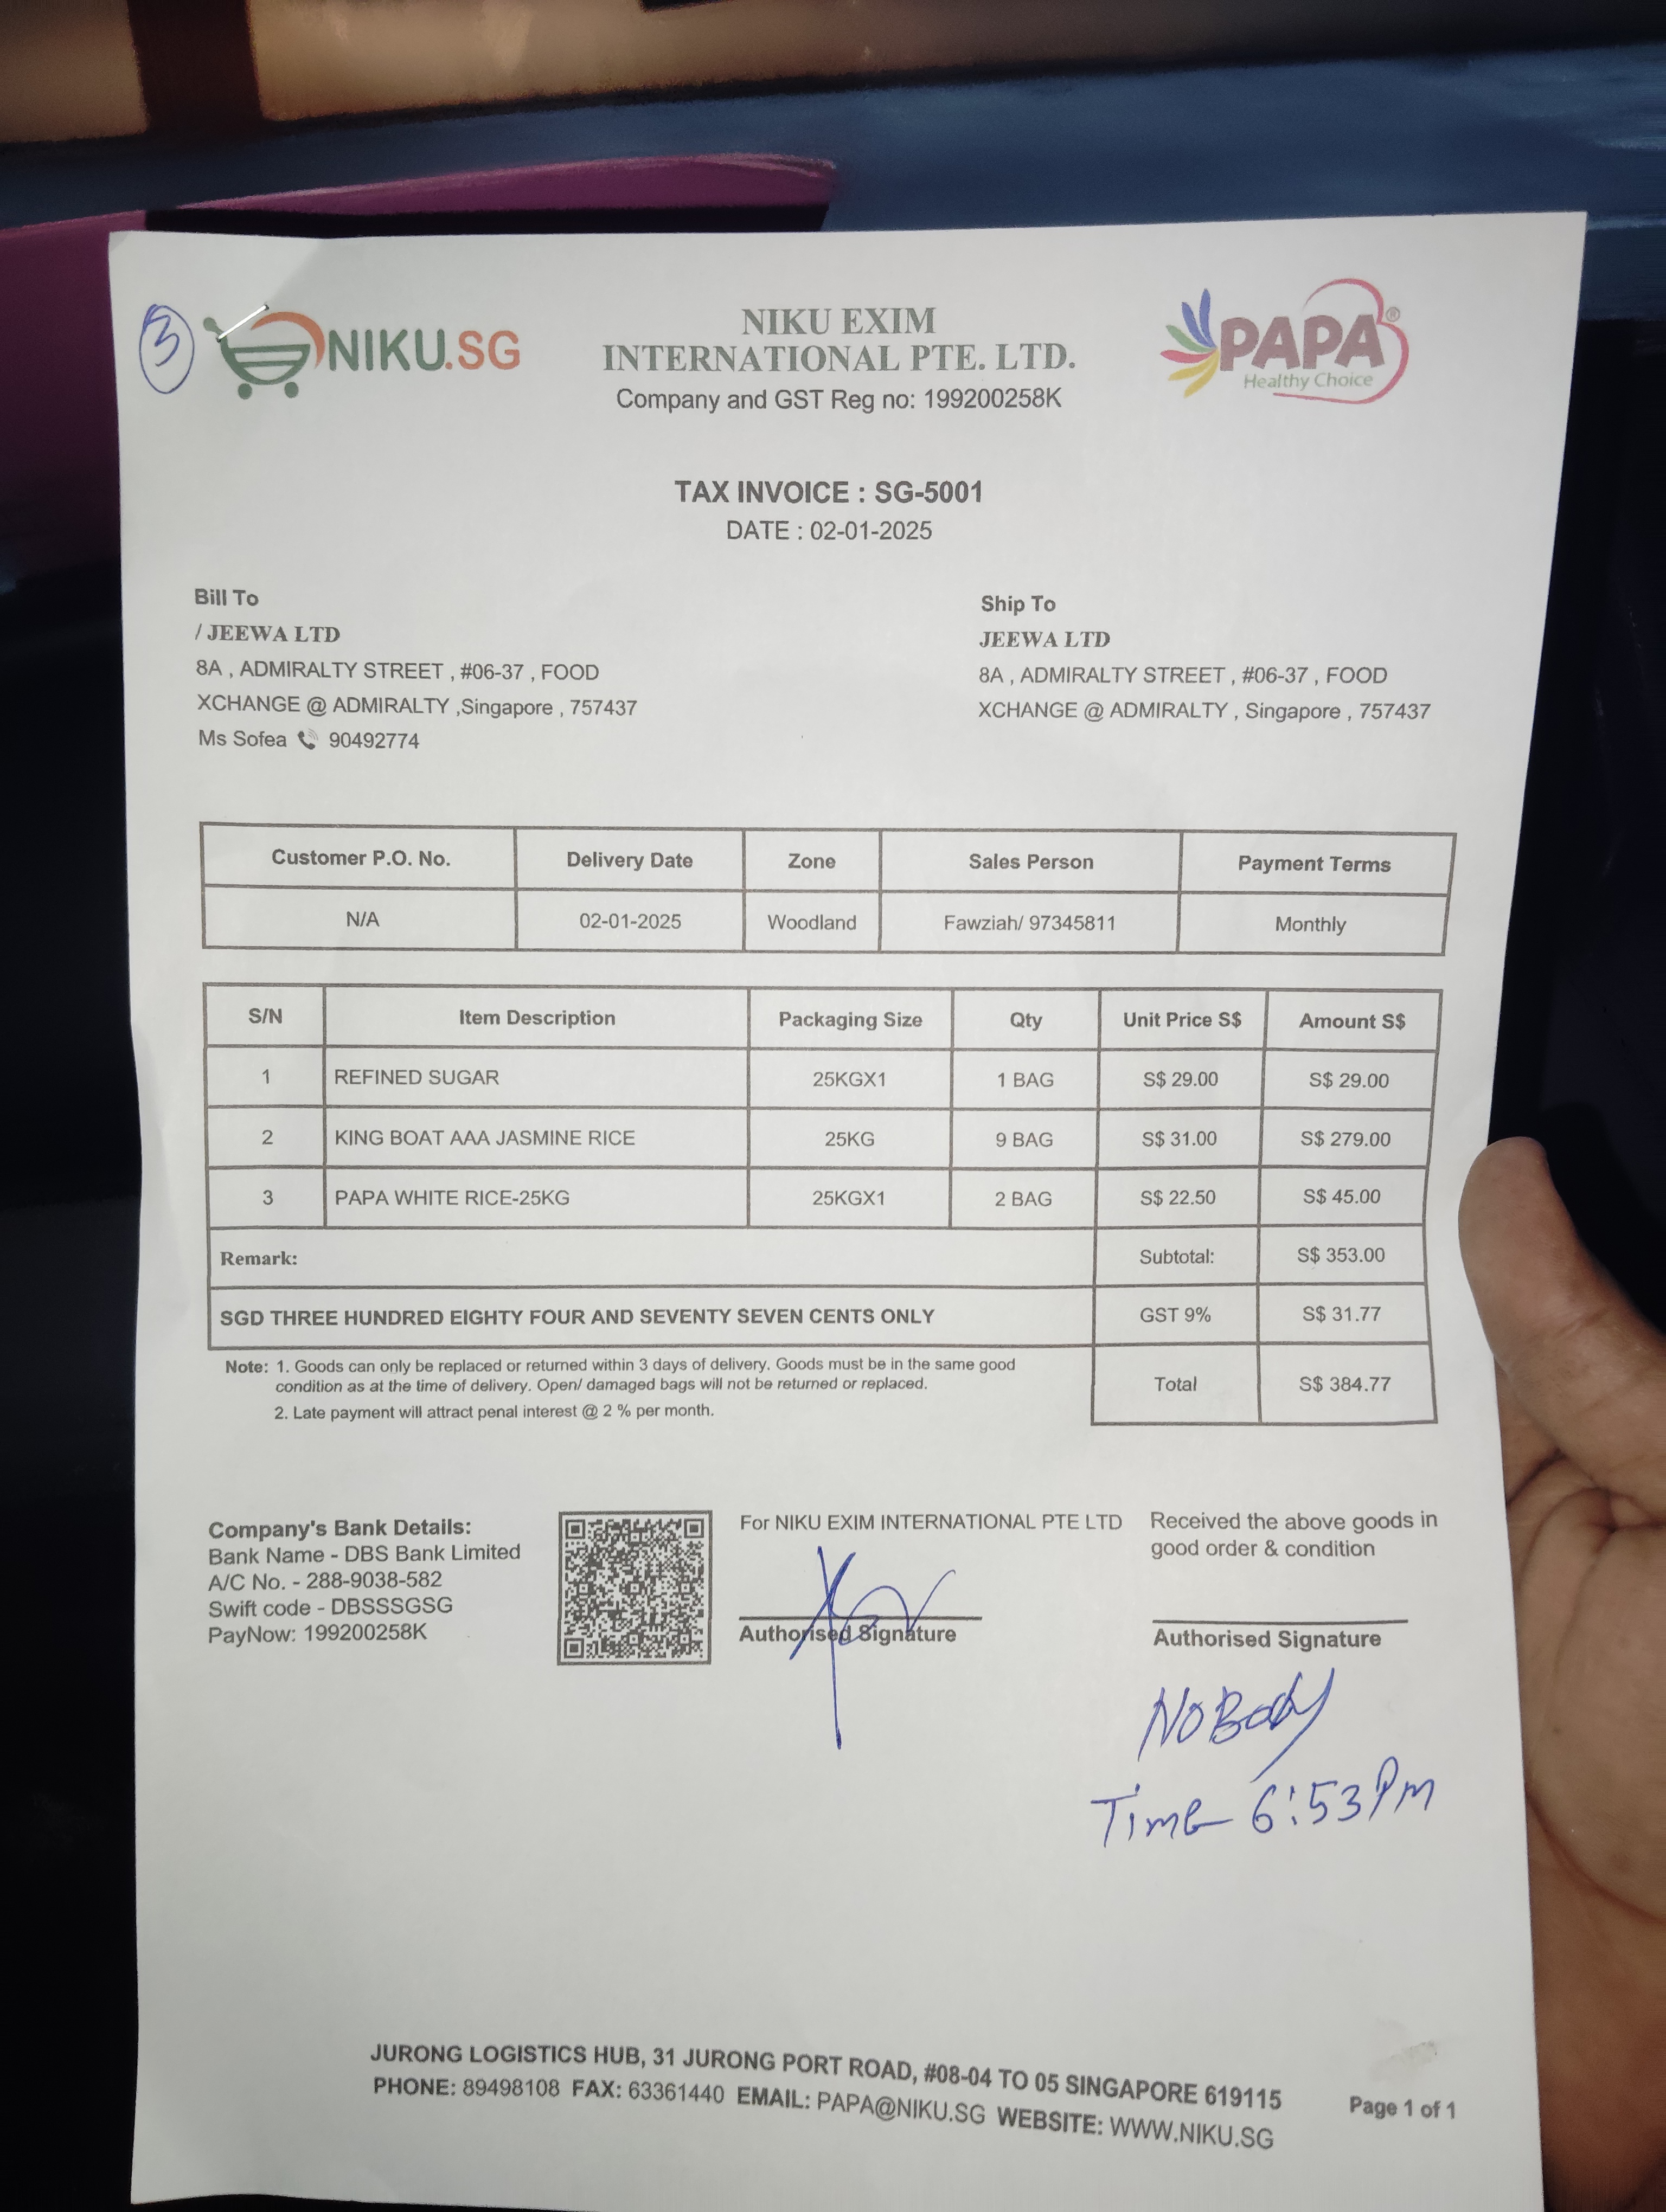 3
NIKU.SG
NIKU EXIM
INTERNATIONAL PTE. LTD.
Company and GST Reg no: 199200258K
PAPA®
Healthy Choice
TAX INVOICE : SG-5001
DATE : 02-01-2025
Bill To
/ JEEWA LTD
8A , ADMIRALTY STREET , #06-37 , FOOD
XCHANGE @ ADMIRALTY ,Singapore , 757437
Ms Sofea 90492774
Ship To
JEEWA LTD
8A , ADMIRALTY STREET , #06-37 , FOOD
XCHANGE @ ADMIRALTY , Singapore , 757437
Customer P.O. No. Delivery Date Zone Sales Person Payment Terms
N/A 02-01-2025 Woodland Fawziah/ 97345811 Monthly
S/N Item Description Packaging Size Qty Unit Price S$ Amount S$
1 REFINED SUGAR 25KGX1 1 BAG S$ 29.00 S$ 29.00
2 KING BOAT AAA JASMINE RICE 25KG 9 BAG S$ 31.00 S$ 279.00
3 PAPA WHITE RICE-25KG 25KGX1 2 BAG S$ 22.50 S$ 45.00
Remark: Subtotal: S$ 353.00
SGD THREE HUNDRED EIGHTY FOUR AND SEVENTY SEVEN CENTS ONLY GST 9% S$ 31.77
Note: 1. Goods can only be replaced or returned within 3 days of delivery. Goods must be in the same good
condition as at the time of delivery. Open/ damaged bags will not be returned or replaced.
2. Late payment will attract penal interest @ 2 % per month.
Total S$ 384.77
Company's Bank Details:
Bank Name - DBS Bank Limited
A/C No. - 288-9038-582
Swift code - DBSSSGSG
PayNow: 199200258K
For NIKU EXIM INTERNATIONAL PTE LTD
Authorised Signature
Received the above goods in
good order & condition
Authorised Signature
NoBody
Time 6:53 Pm
JURONG LOGISTICS HUB, 31 JURONG PORT ROAD, #08-04 TO 05 SINGAPORE 619115
PHONE: 89498108 FAX: 63361440 EMAIL: PAPA@NIKU.SG WEBSITE: WWW.NIKU.SG
Page 1 of 1